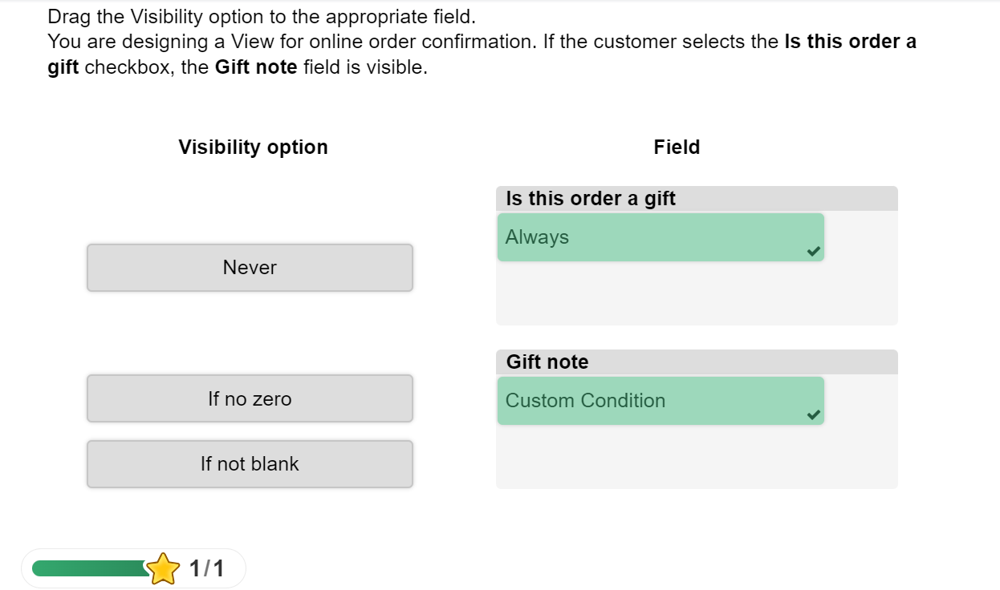 Drag the Visibility option to the appropriate field.
You are designing a View for online order confirmation. If the customer selects the Is this order a
gift checkbox, the Gift note field is visible.
Visibility option
Field
Is this order a gift
Always
Never
Gift note
If no zero
Custom Condition
If not blank
1/1